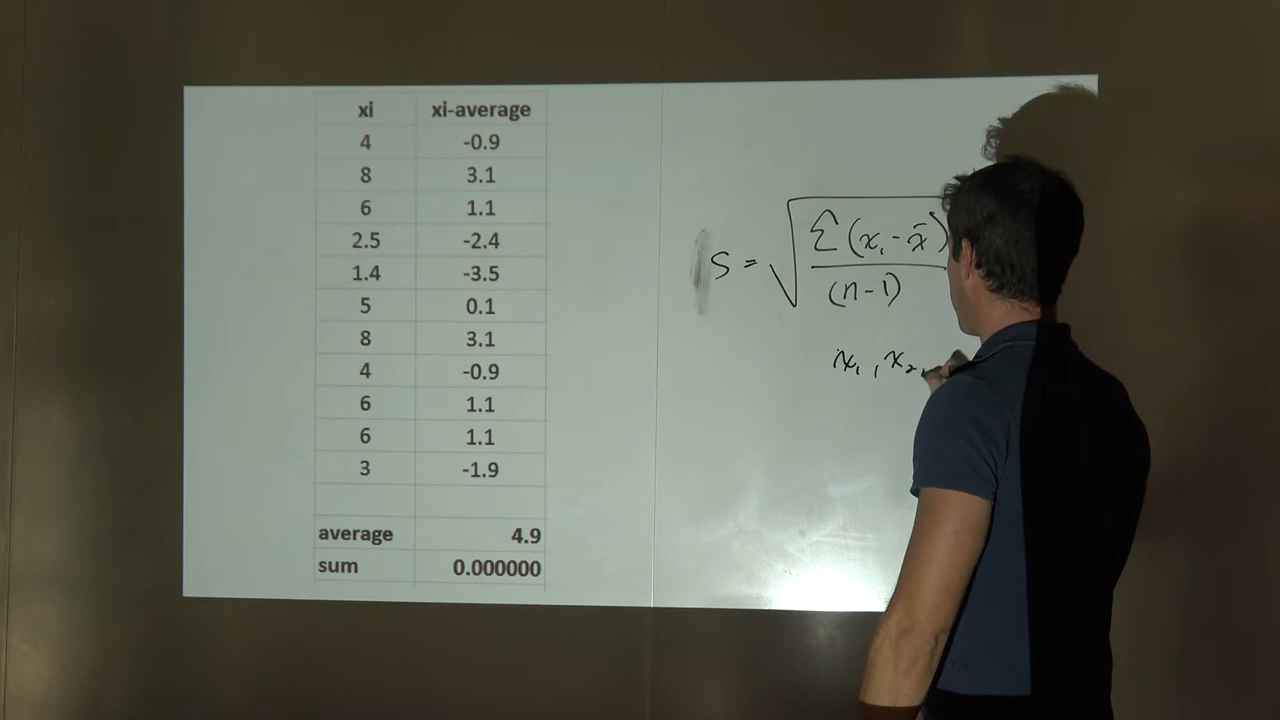 xi xi-average
4 -0.9
8 3.1
6 1.1
2.5 -2.4
1.4 -3.5
5 0.1
8 3.1
4 -0.9
6 1.1
6 1.1
3 -1.9
average 4.9
sum 0.000000
S = √ Σ (x₁ - x̄)
(n-1)
x₁, x₂,